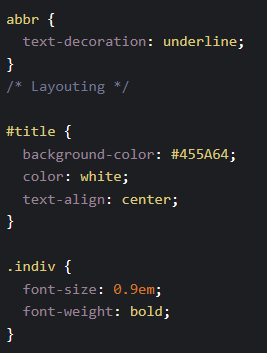 abbr {
  text-decoration: underline;
}
/* Layouting */

#title {
  background-color: #455A64;
  color: white;
  text-align: center;
}

.indiv {
  font-size: 0.9em;
  font-weight: bold;
}